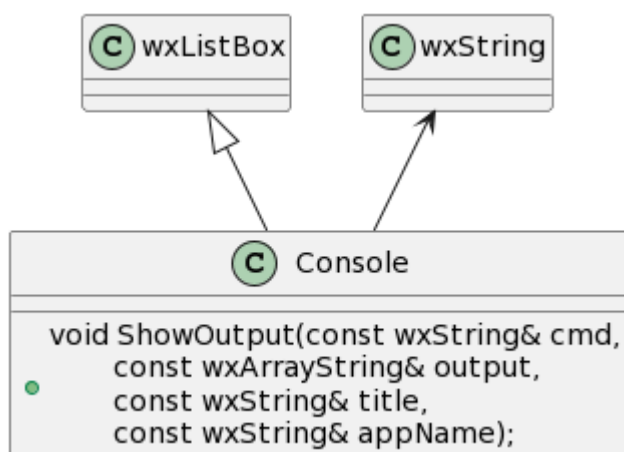 C wxListBox
C wxString
C Console
void ShowOutput(const wxString& cmd,
const wxArrayString& output,
const wxString& title,
const wxString& appName);